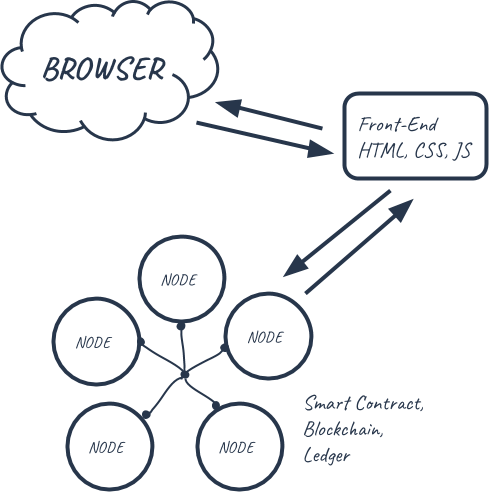 BROWSER
Front-End
HTML, CSS, JS
NODE
NODE
NODE
NODE
NODE
Smart Contract,
Blockchain,
Ledger